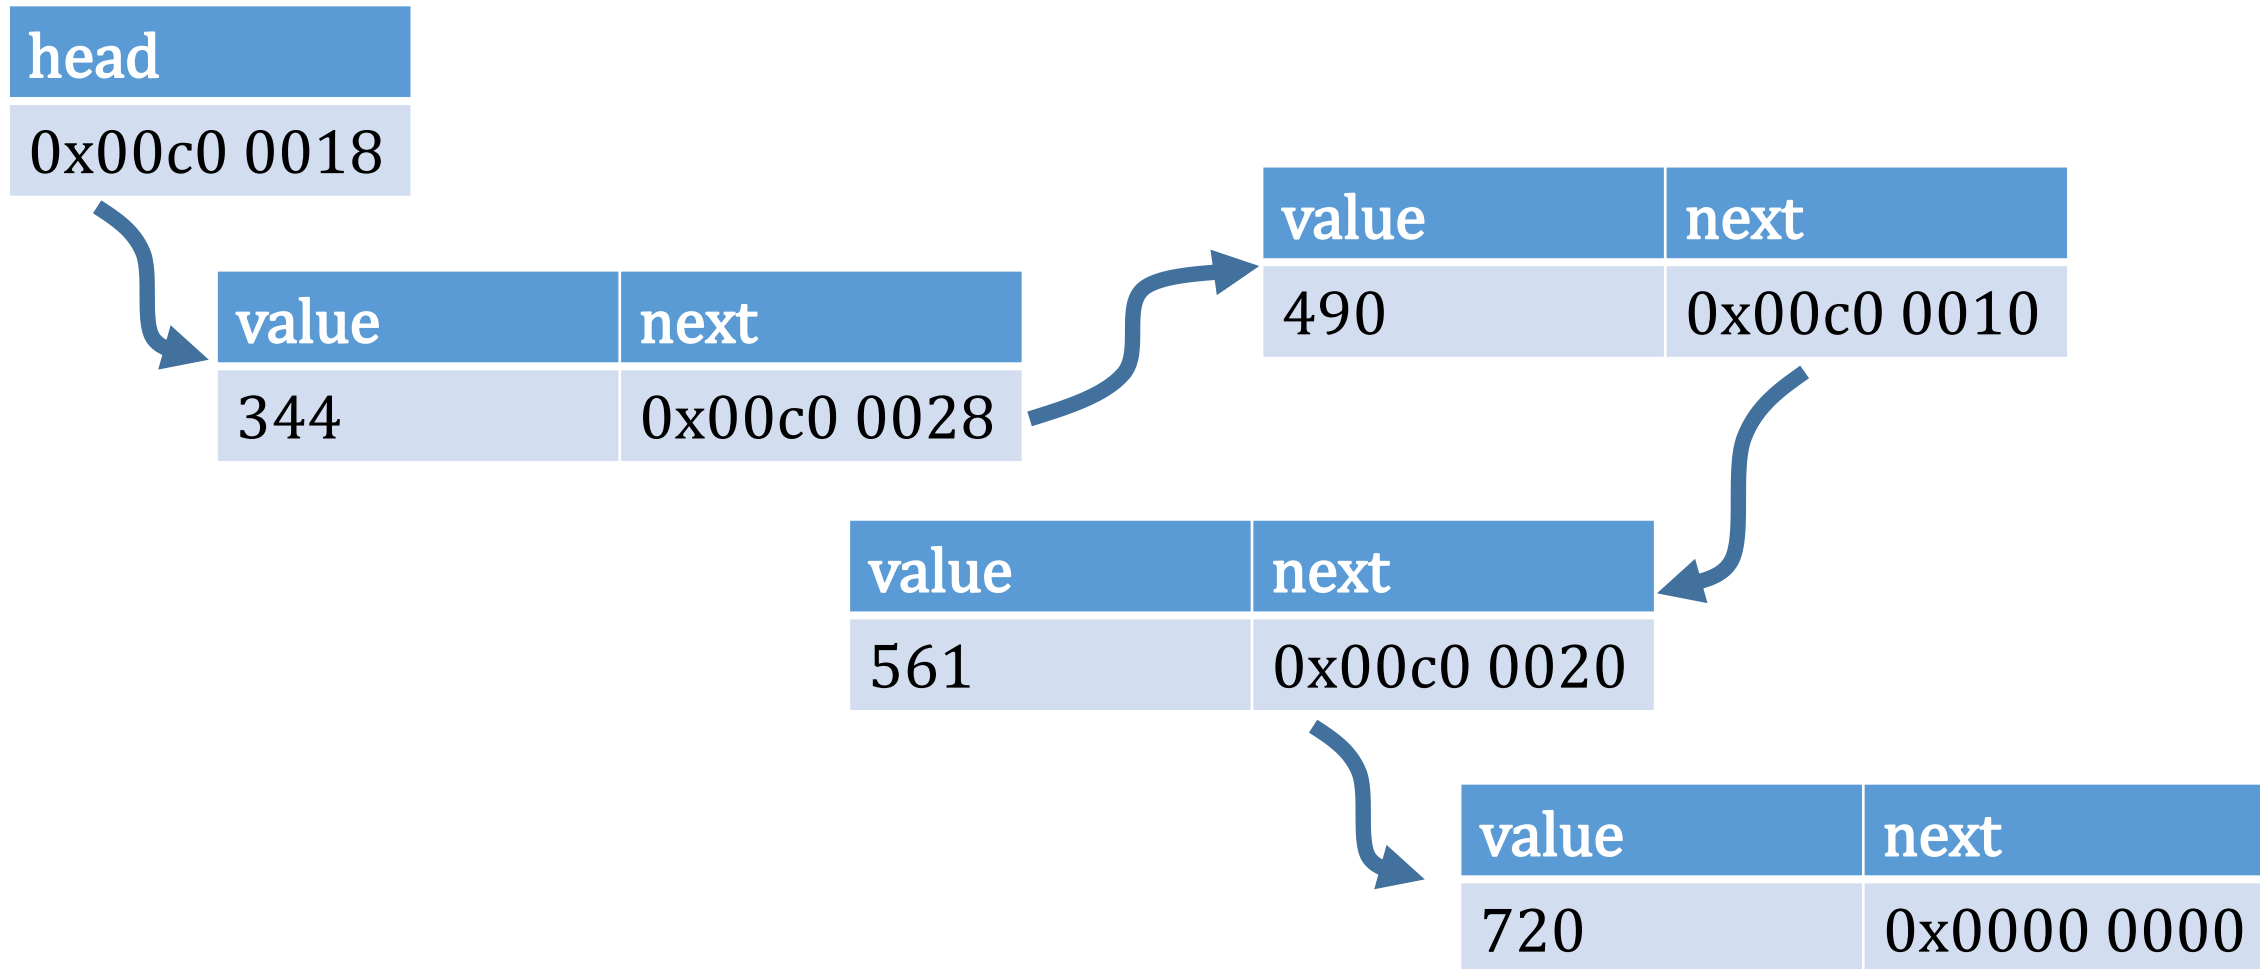 head
0x00c0 0018
value next
344 0x00c0 0028
value next
490 0x00c0 0010
value next
561 0x00c0 0020
value next
720 0x0000 0000